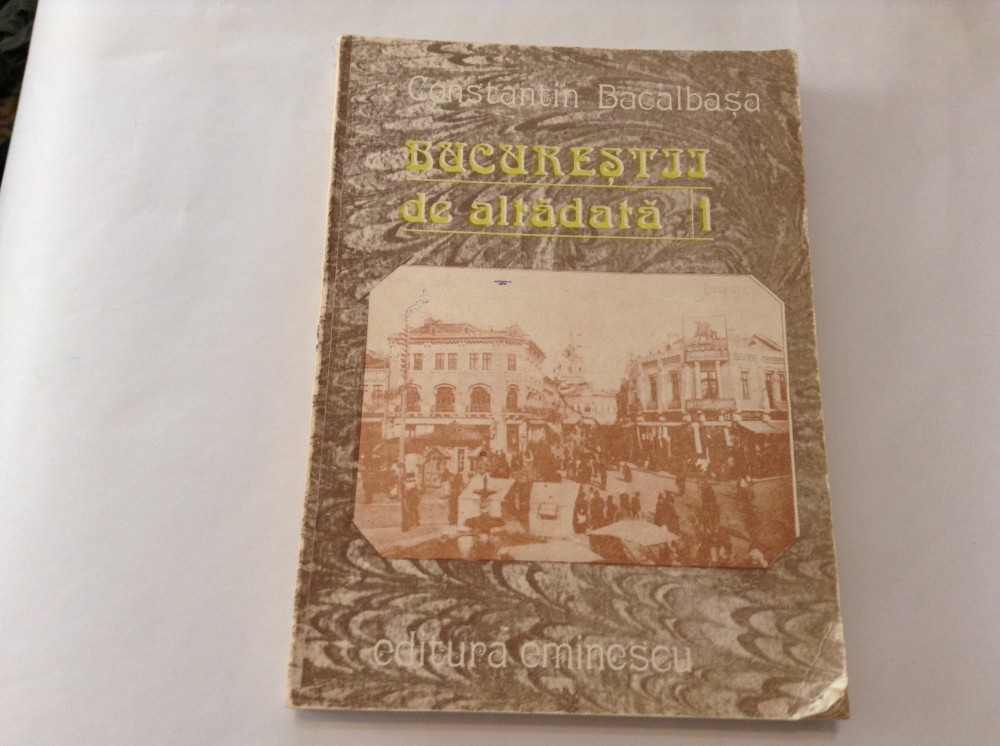 Constantin Bacalbașa
BUCUREȘTII
de altădată 1
editura eminescu